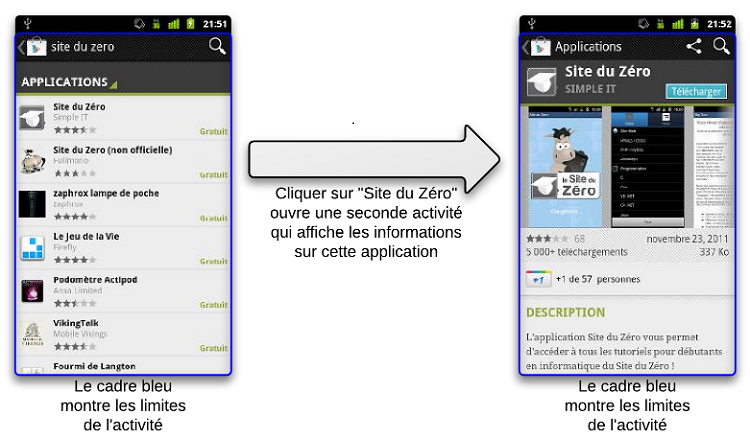 21:51
site du zero
APPLICATIONS
Site du Zéro
Simple IT
Gratuit
Site du Zéro (non officielle)
Hulimono
Gratuit
zaphrox lampe de poche
zephrox
Gratuit
Le Jeu de la Vie
Firefly
Gratuit
Podomètre Actipod
Arxa Limited
Gratuit
VikingTalk
Mobile Vikings
Gratuit
Fourmi de Langton
Le cadre bleu
montre les limites
de l'activité
Cliquer sur "Site du Zéro"
ouvre une seconde activité
qui affiche les informations
sur cette application
21:52
Applications
Site du Zéro
SIMPLE IT
Télécharger
le Site du
Zéro
Chargement...
68
novembre 23, 2011
5 000+ téléchargements
337 Ko
+1
+1 de 57 personnes
DESCRIPTION
L'application Site du Zéro vous permet
d'accéder à tous les tutoriels pour débutants
en informatique du Site du Zéro !
Le cadre bleu
montre les limites
de l'activité